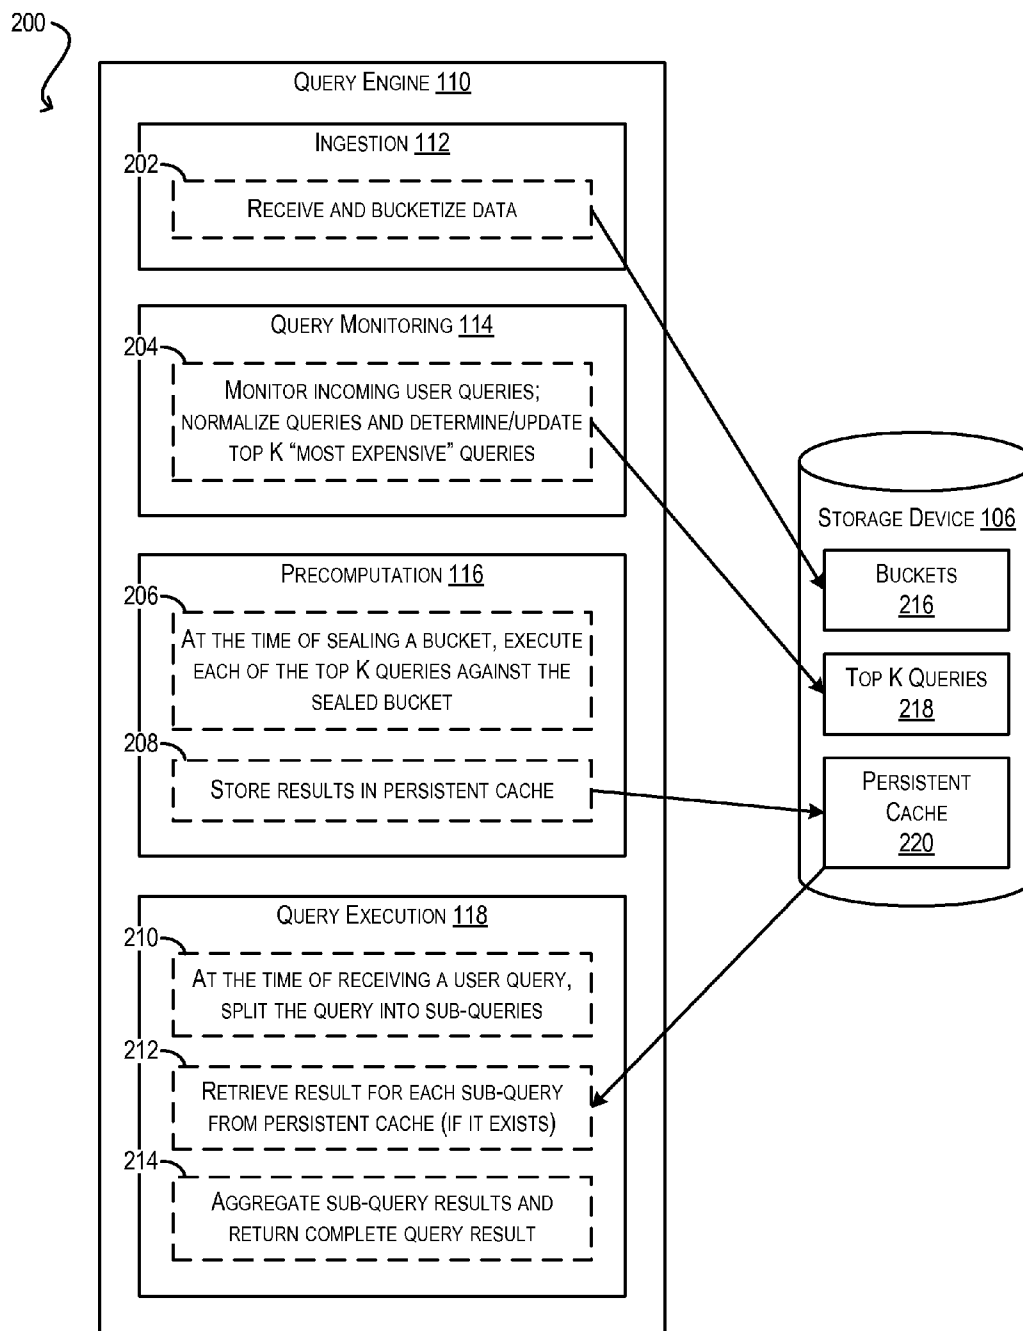 200
QUERY ENGINE 110
INGESTION 112
202
RECEIVE AND BUCKETIZE DATA
QUERY MONITORING 114
204
MONITOR INCOMING USER QUERIES;
NORMALIZE QUERIES AND DETERMINE/UPDATE
TOP K “MOST EXPENSIVE” QUERIES
PRECOMPUTATION 116
206
AT THE TIME OF SEALING A BUCKET, EXECUTE
EACH OF THE TOP K QUERIES AGAINST THE
SEALED BUCKET
208
STORE RESULTS IN PERSISTENT CACHE
QUERY EXECUTION 118
210
AT THE TIME OF RECEIVING A USER QUERY,
SPLIT THE QUERY INTO SUB-QUERIES
212
RETRIEVE RESULT FOR EACH SUB-QUERY
FROM PERSISTENT CACHE (IF IT EXISTS)
214
AGGREGATE SUB-QUERY RESULTS AND
RETURN COMPLETE QUERY RESULT
STORAGE DEVICE 106
BUCKETS
216
TOP K QUERIES
218
PERSISTENT
CACHE
220